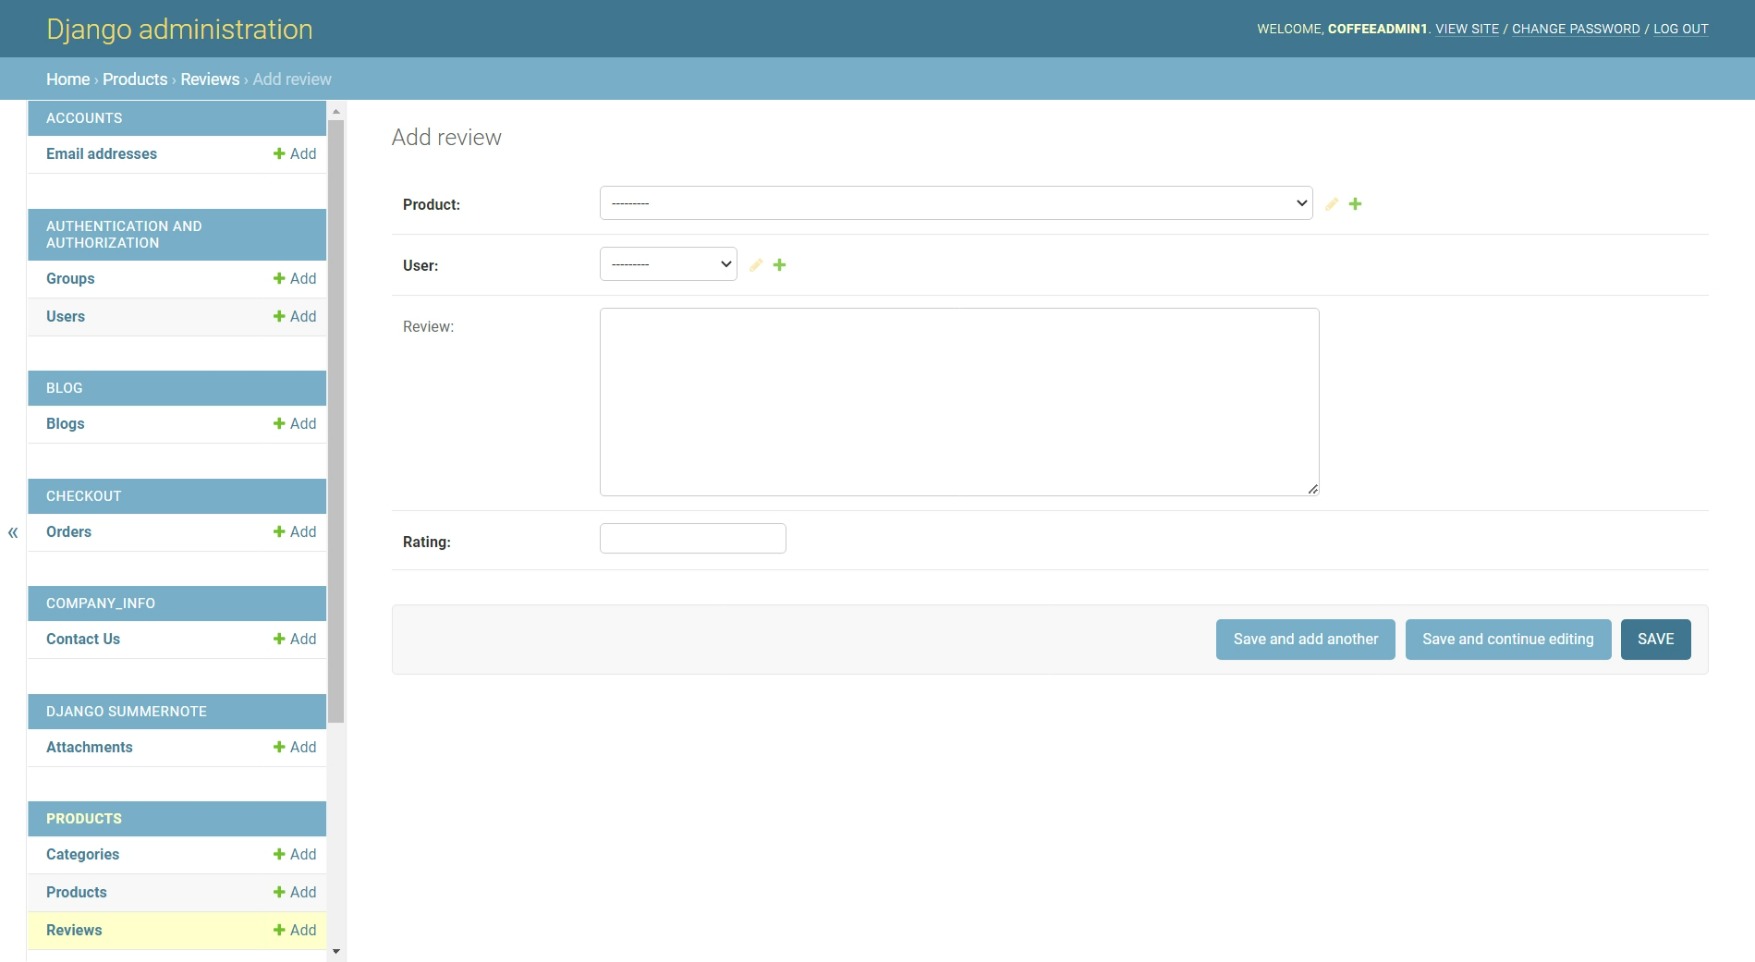 Django administration
WELCOME, COFFEEADMIN1. VIEW SITE / CHANGE PASSWORD / LOG OUT
Home › Products › Reviews › Add review
ACCOUNTS
Email addresses + Add
AUTHENTICATION AND
AUTHORIZATION
Groups + Add
Users + Add
BLOG
Blogs + Add
CHECKOUT
Orders + Add
COMPANY_INFO
Contact Us + Add
DJANGO SUMMERNOTE
Attachments + Add
PRODUCTS
Categories + Add
Products + Add
Reviews + Add
«
Add review
Product: ---------
User: ---------
Review:
Rating:
Save and add another
Save and continue editing
SAVE